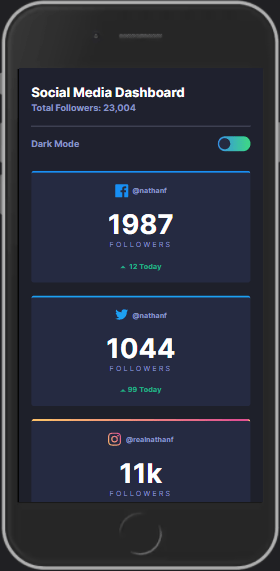 Social Media Dashboard
Total Followers: 23,004
Dark Mode
@nathanf
1987
FOLLOWERS
12 Today
@nathanf
1044
FOLLOWERS
99 Today
@realnathanf
11k
FOLLOWERS